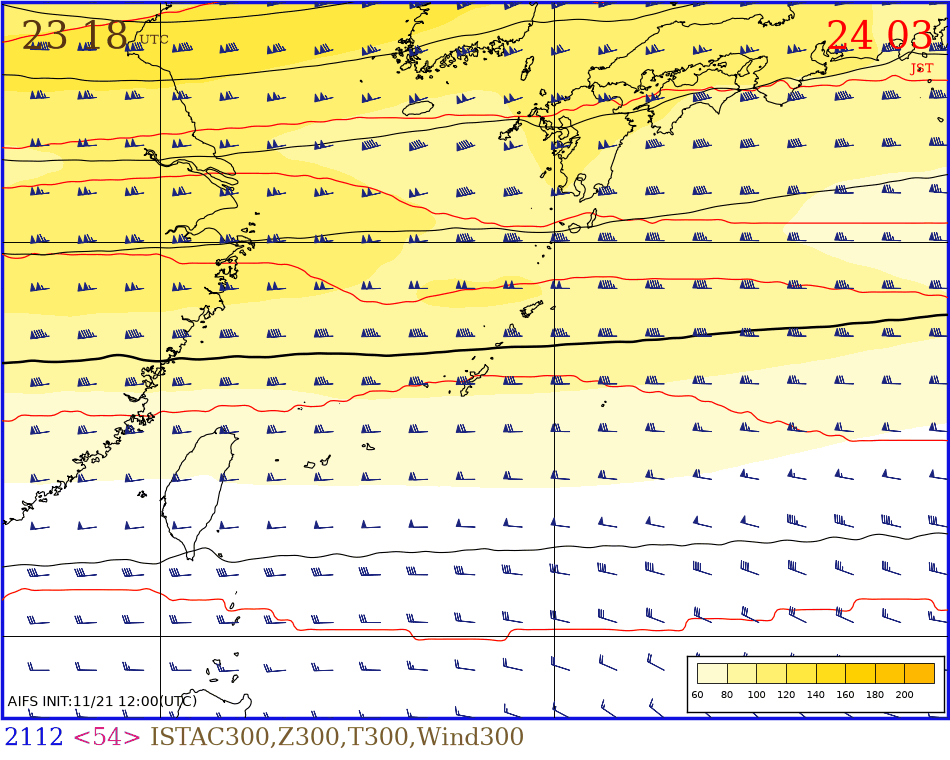 23 18 UTC
24 03
JST
AIFS INIT:11/21 12:00(UTC)
60 80 100 120 140 160 180 200
2112 <54> ISTAC300,Z300,T300,Wind300